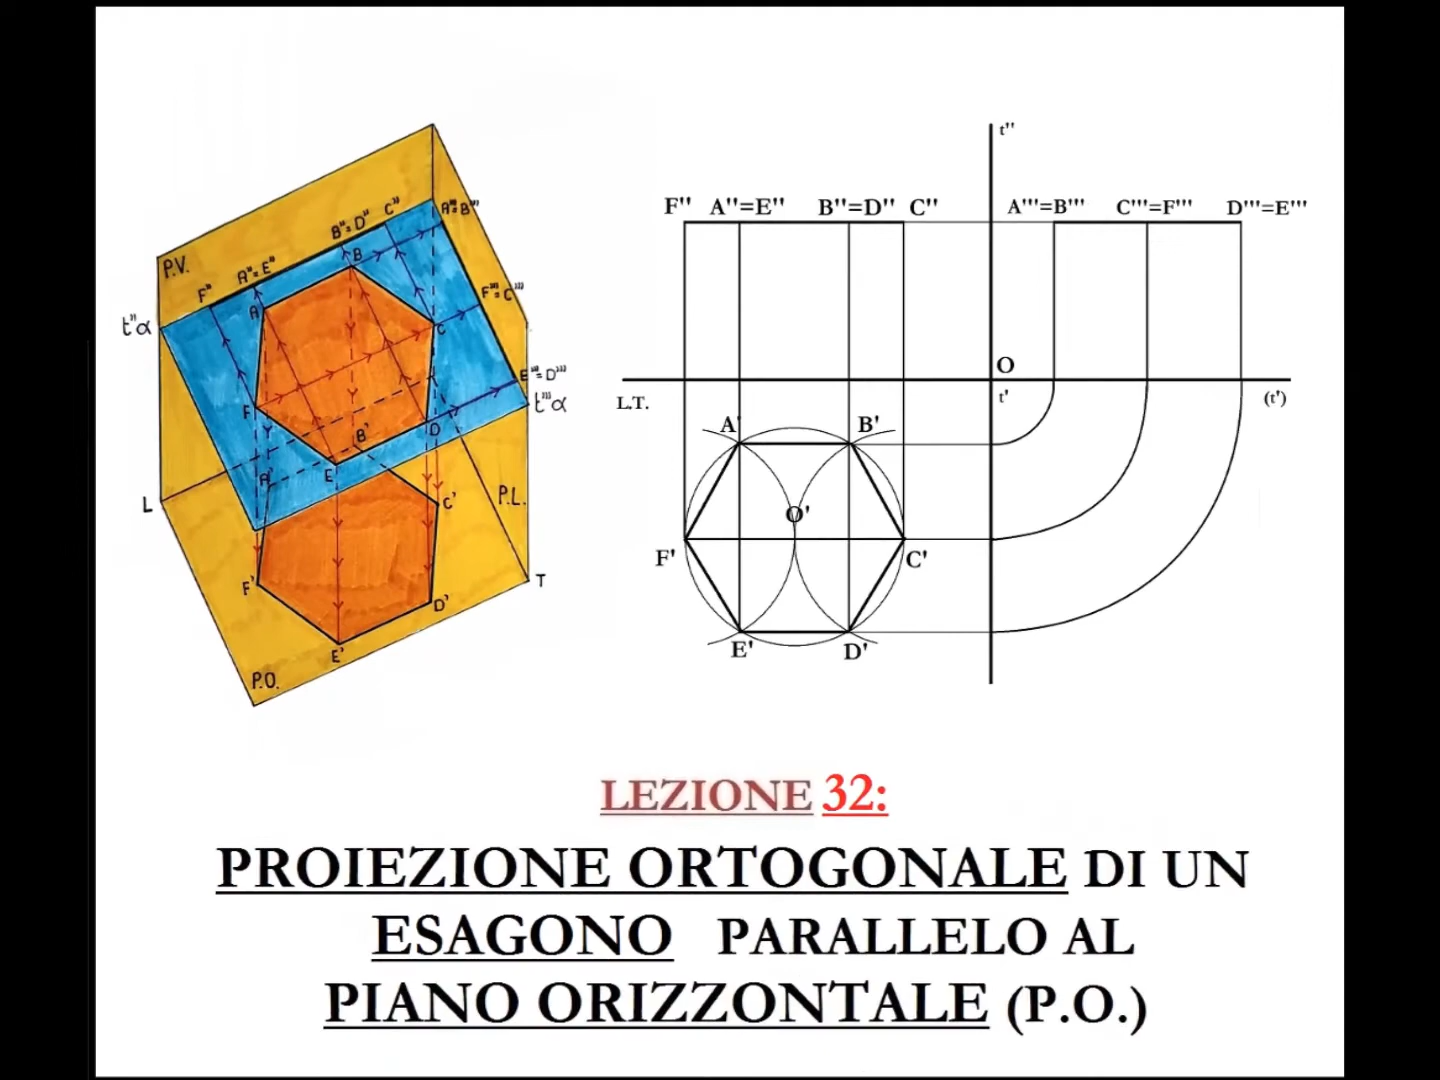 P.V.
F" A"=E" B"=D" C" A'''=B'''
t"α
A B C
F'''=C'''
F
E'''=D'''
t'''α
E D
A' B'
L
C'
P.L.
F'
T
D'
E'
P.O.
t"
F" A"=E" B"=D" C" A'''=B''' C'''=F''' D'''=E'''
O
L.T. t' (t')
A' B'
O'
F' C'
E' D'
LEZIONE 32:
PROIEZIONE ORTOGONALE DI UN
ESAGONO PARALLELO AL
PIANO ORIZZONTALE (P.O.)